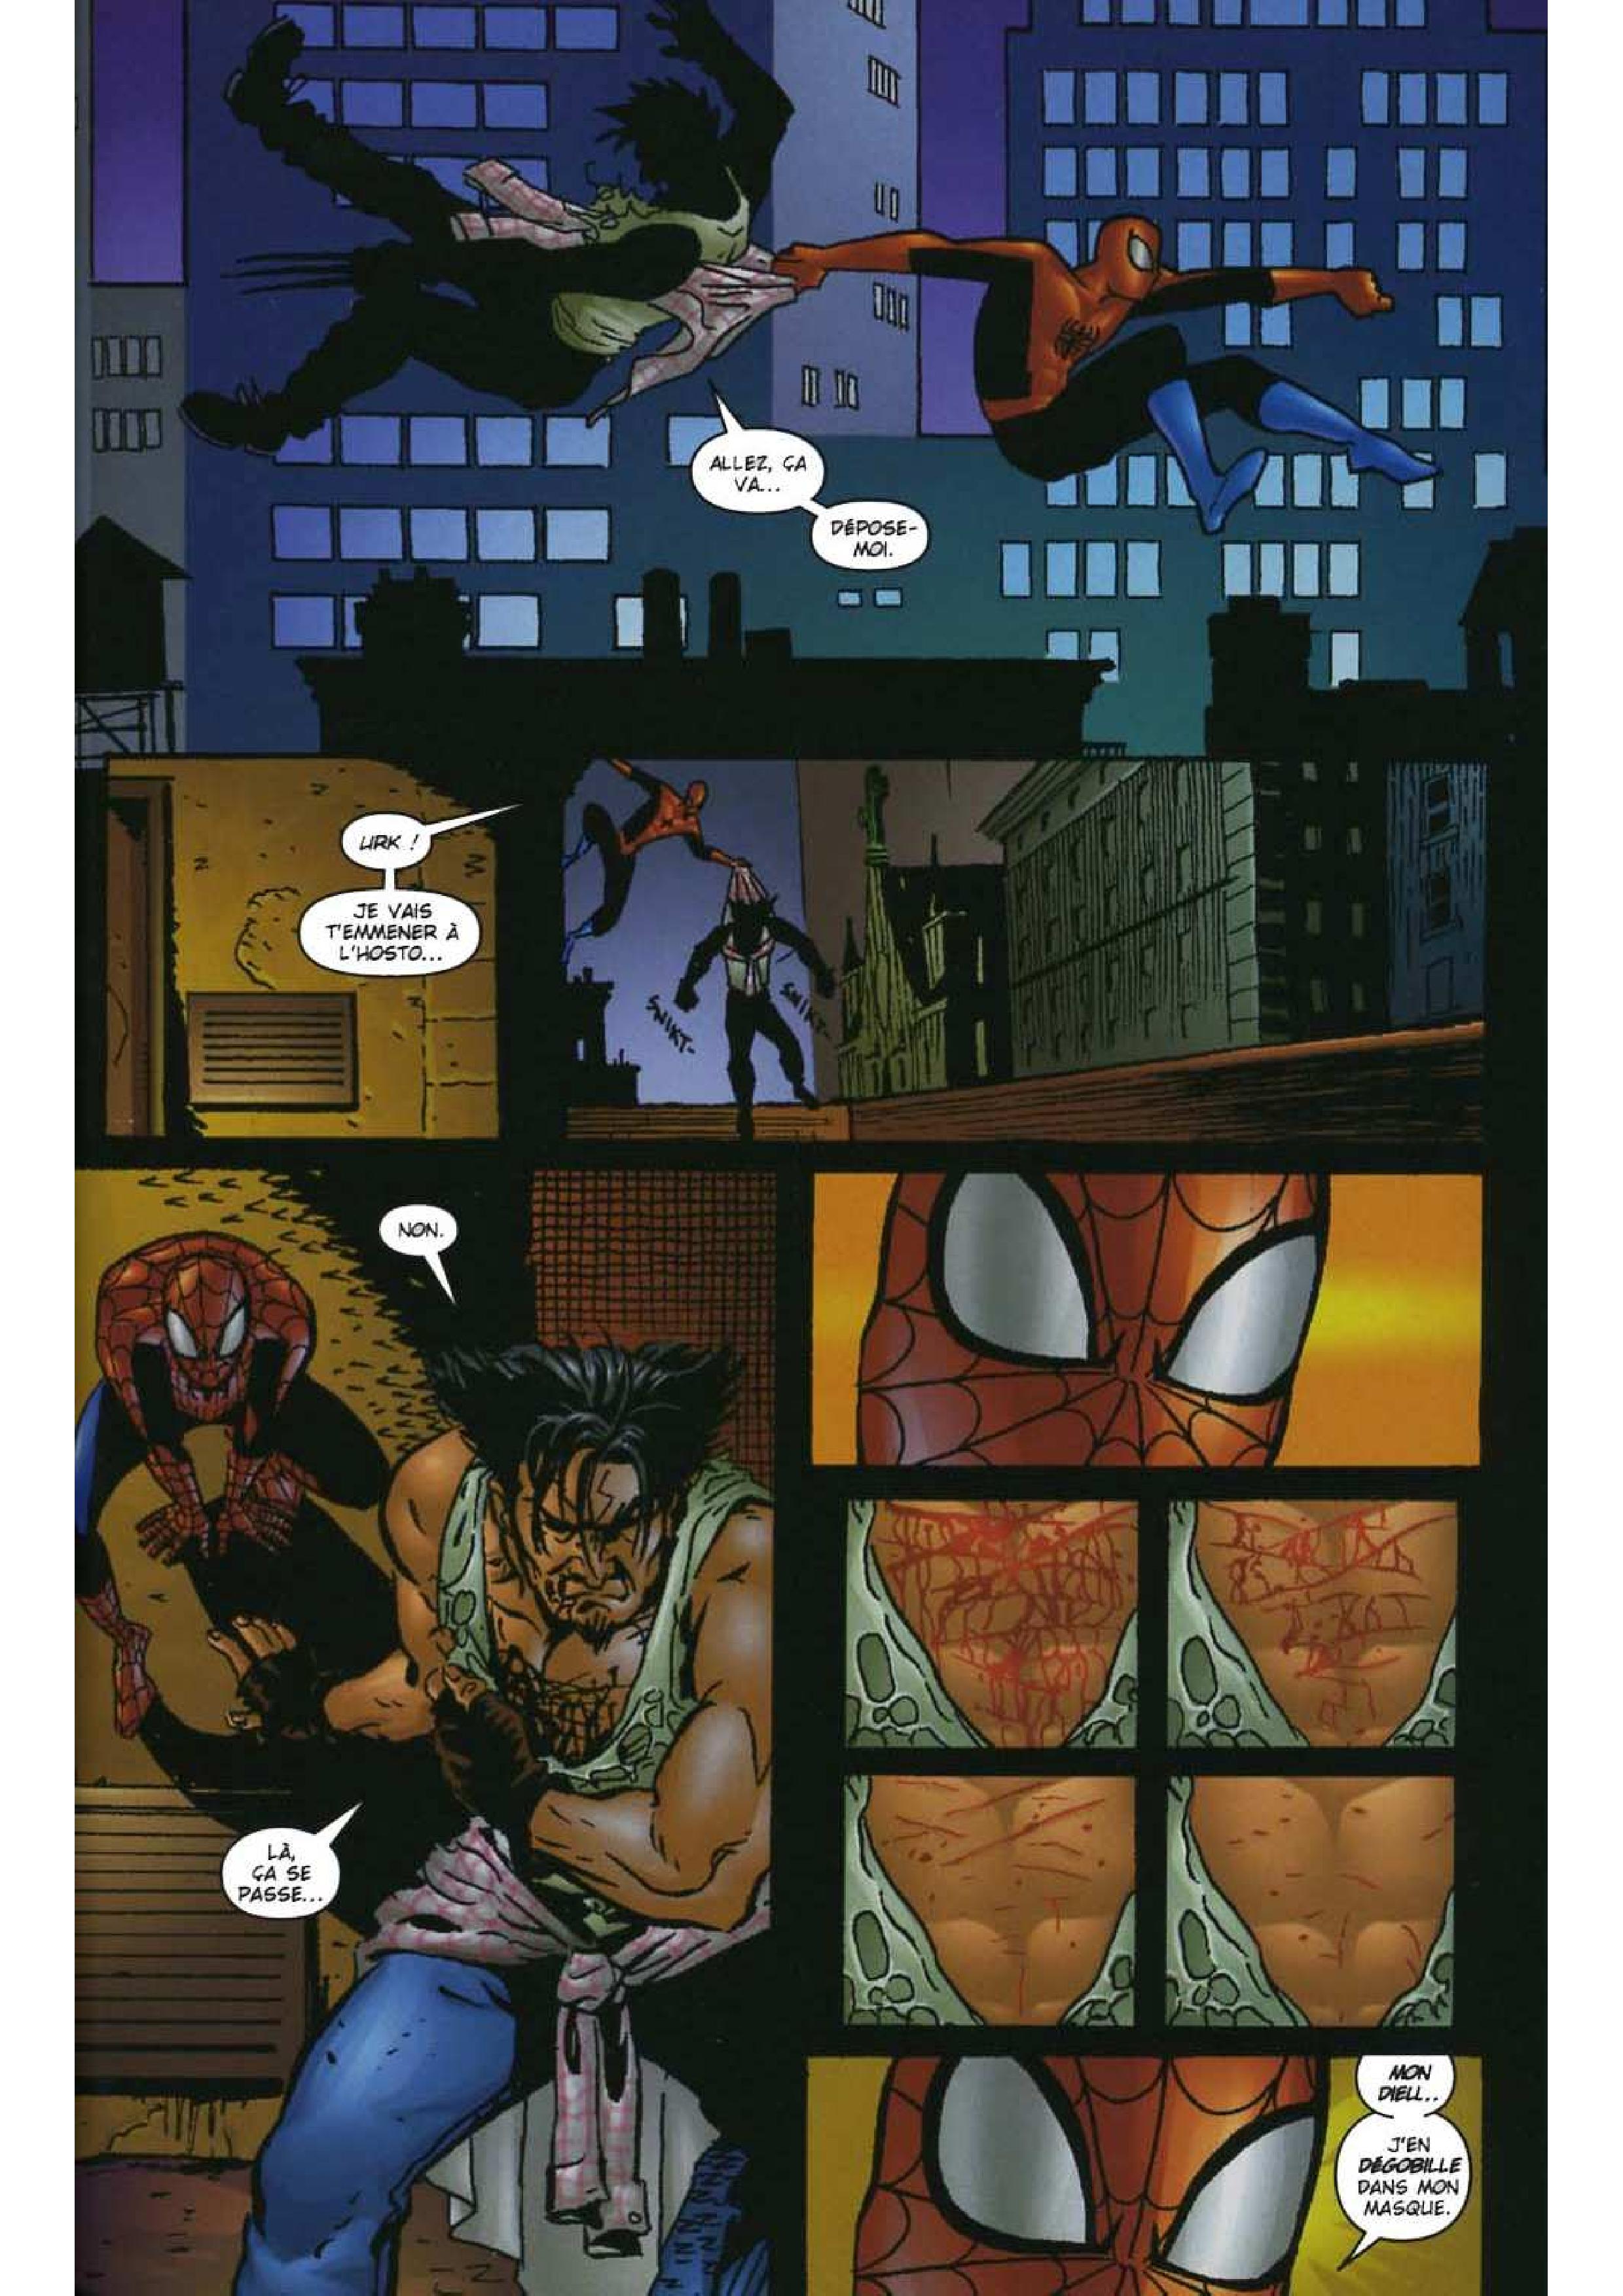 ALLEZ, ÇA
VA...
DÉPOSE-
MOI.
URK !
JE VAIS
T'EMMENER À
L'HOSTO...
SNIKT-
SNIKT-
NON.
LÀ,
ÇA SE
PASSE...
MON
DIEU...
J'EN
DÉGOBILLE
DANS MON
MASQUE.